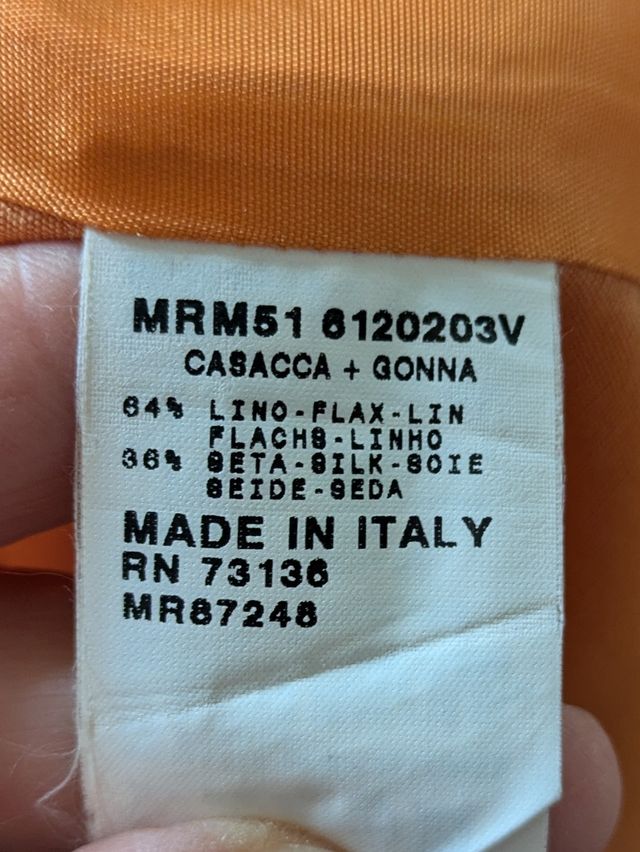 MRM51 6120203V
CASACCA + GONNA
64% LINO-FLAX-LIN
FLACHS-LINHO
36% SETA-SILK-SOIE
SEIDE-SEDA
MADE IN ITALY
RN 73136
MR87248